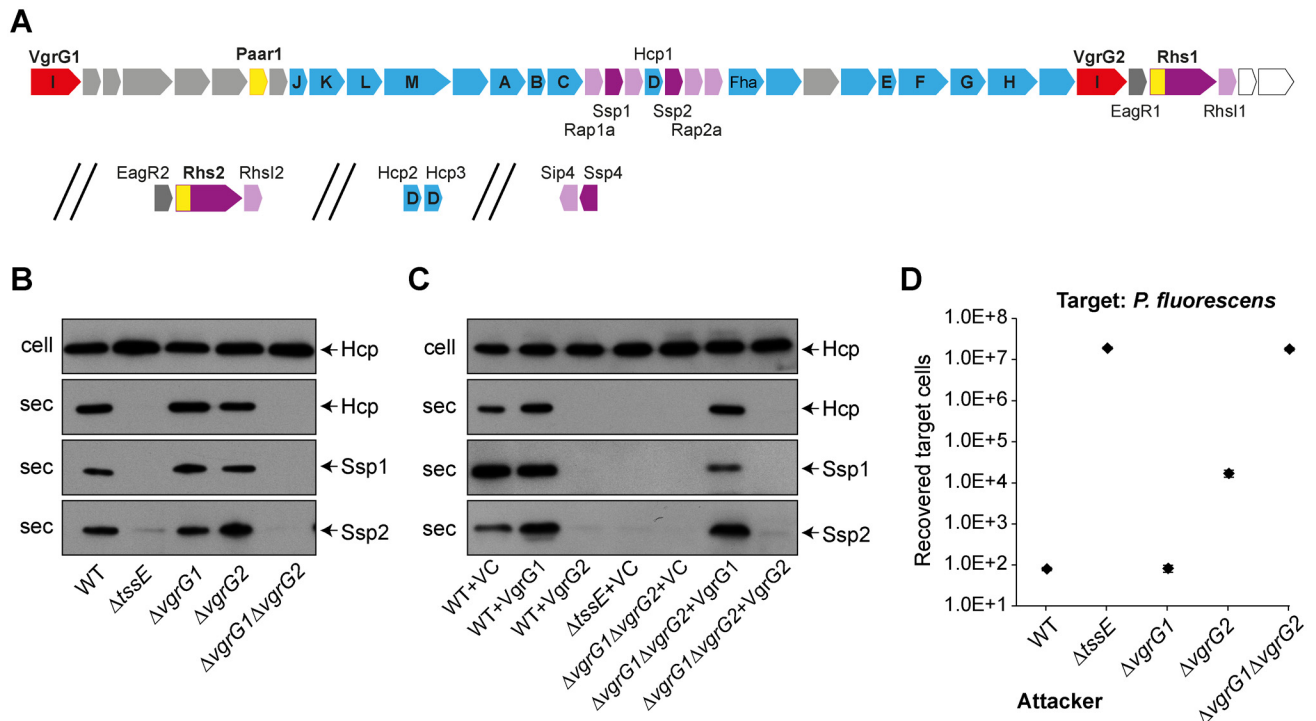 A
VgrG1 Paar1 Hcp1 VgrG2 Rhs1
I J K L M A B C D Fha E F G H I
Ssp1 Ssp2 EagR1 RhsI1
Rap1a Rap2a
EagR2 Rhs2 RhsI2 Hcp2 Hcp3 Sip4 Ssp4
D D
B
cell Hcp
sec Hcp
sec Ssp1
sec Ssp2
WT ΔtssE ΔvgrG1 ΔvgrG2 ΔvgrG1ΔvgrG2
C
cell Hcp
sec Hcp
sec Ssp1
sec Ssp2
WT+VC WT+VgrG1 WT+VgrG2 ΔtssE+VC ΔvgrG1ΔvgrG2+VC ΔvgrG1ΔvgrG2+VgrG1 ΔvgrG1ΔvgrG2+VgrG2
D
Target: P. fluorescens
Recovered target cells
1.0E+8
1.0E+7
1.0E+6
1.0E+5
1.0E+4
1.0E+3
1.0E+2
1.0E+1
WT ΔtssE ΔvgrG1 ΔvgrG2 ΔvgrG1ΔvgrG2
Attacker